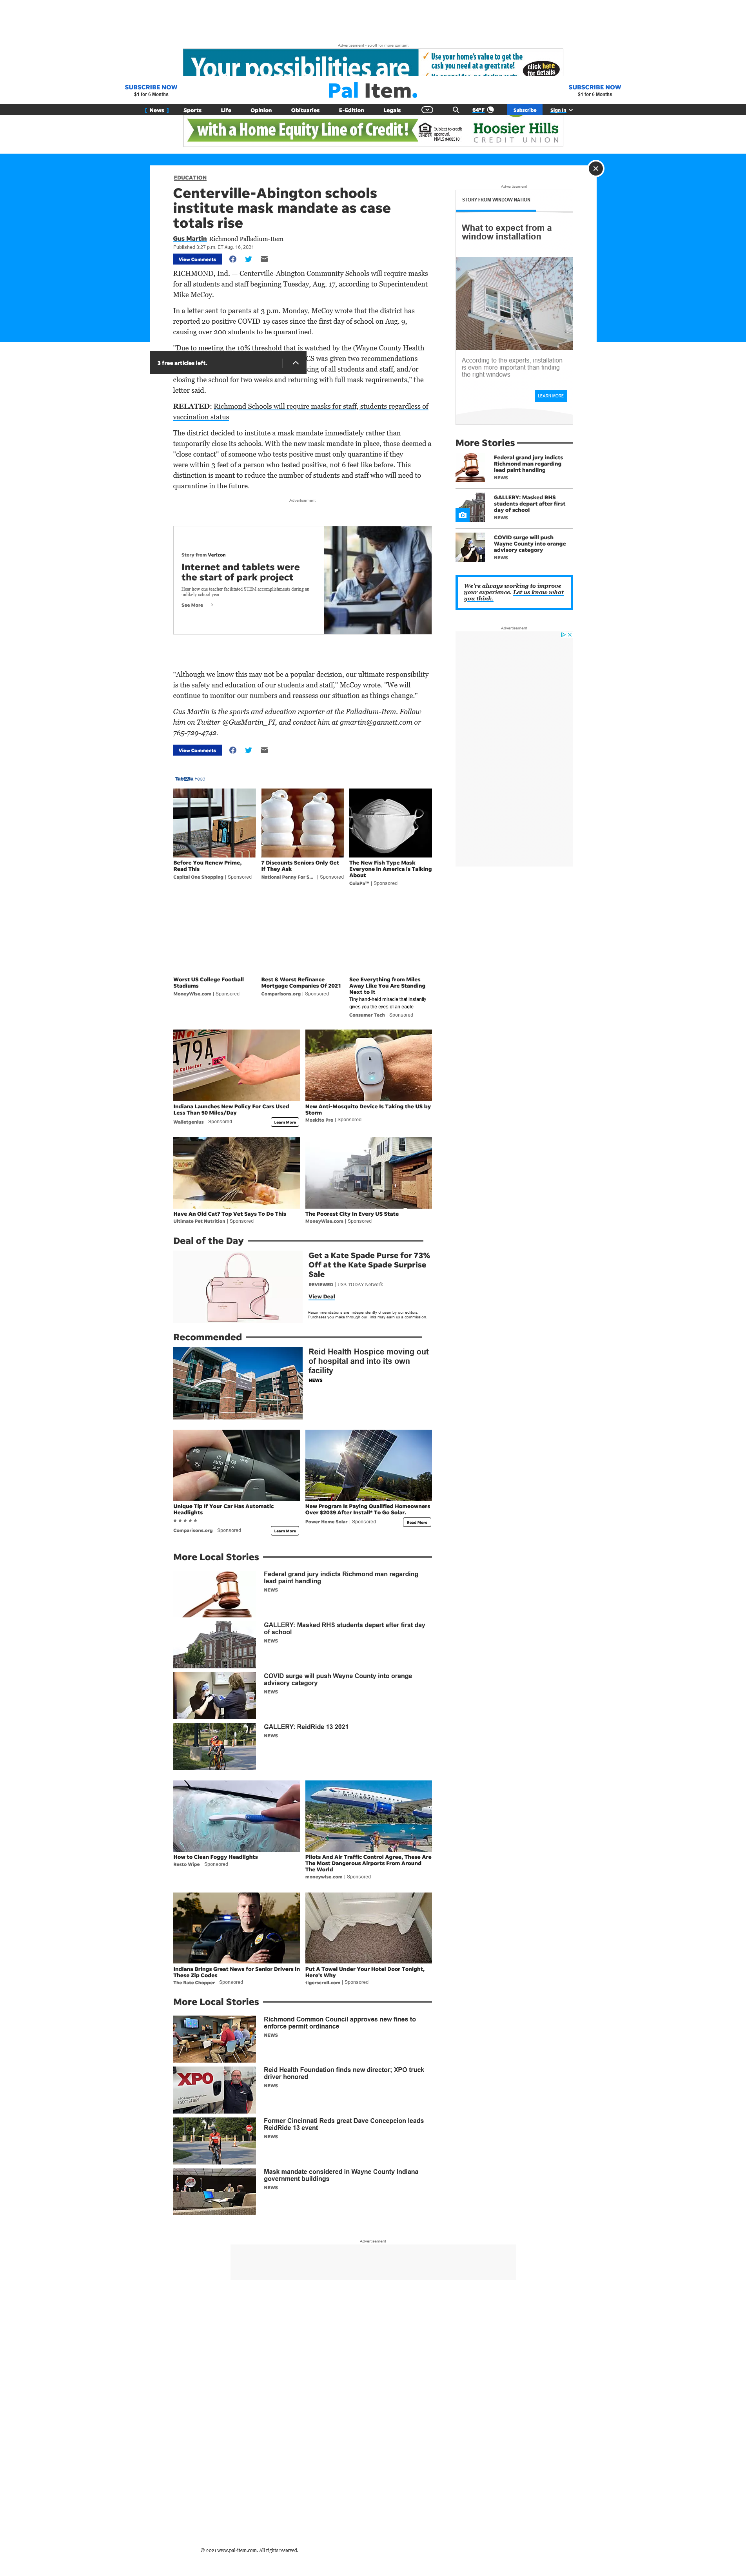 Advertisement - scroll for more content
Your possibilities are
Use your home's value to get the
cash you need at a great rate!
click here
for details
SUBSCRIBE NOW
$1 for 6 Months
Pal Item.
SUBSCRIBE NOW
$1 for 6 Months
News Sports Life Opinion Obituaries E-Edition Legals 64°F Subscribe Sign In
with a Home Equity Line of Credit!
Subject to credit
approval.
Hoosier Hills
CREDIT UNION
EDUCATION
Centerville-Abington schools
institute mask mandate as case
totals rise
Gus Martin Richmond Palladium-Item
Published 3:27 p.m. ET Aug. 16, 2021
View Comments
RICHMOND, Ind. — Centerville-Abington Community Schools will require masks
for all students and staff beginning Tuesday, Aug. 17, according to Superintendent
Mike McCoy.
In a letter sent to parents at 3 p.m. Monday, McCoy wrote that the district has
reported 20 positive COVID-19 cases since the first day of school on Aug. 9,
causing over 200 students to be quarantined.
"Due to meeting the 10% threshold that is watched by the (Wayne County Health
CS was given two recommendations
3 free articles left.
king of all students and staff, and/or
closing the school for two weeks and returning with full mask requirements," the
letter said.
RELATED: Richmond Schools will require masks for staff, students regardless of
vaccination status
The district decided to institute a mask mandate immediately rather than
temporarily close its schools. With the new mask mandate in place, those deemed a
"close contact" of someone who tests positive must only quarantine if they
were within 3 feet of a person who tested positive, not 6 feet like before. This
distinction is meant to reduce the number of students and staff who will need to
quarantine in the future.
Advertisement
Story from Verizon
Internet and tablets were
the start of park project
Hear how one teacher facilitated STEM accomplishments during an
unlikely school year.
See More
"Although we know this may not be a popular decision, our ultimate responsibility
is the safety and education of our students and staff," McCoy wrote. "We will
continue to monitor our numbers and reassess our situation as things change."
Gus Martin is the sports and education reporter at the Palladium-Item. Follow
him on Twitter @GusMartin_PI, and contact him at gmartin@gannett.com or
765-729-4742.
View Comments
Advertisement
STORY FROM WINDOW NATION
What to expect from a
window installation
According to the experts, installation
is even more important than finding
the right windows
LEARN MORE
More Stories
Federal grand jury indicts
Richmond man regarding
lead paint handling
NEWS
GALLERY: Masked RHS
students depart after first
day of school
NEWS
COVID surge will push
Wayne County into orange
advisory category
NEWS
We're always working to improve
your experience. Let us know what
you think.
Advertisement
Taboola Feed
Before You Renew Prime,
Read This
Capital One Shopping | Sponsored
7 Discounts Seniors Only Get
If They Ask
National Penny For S... | Sponsored
The New Fish Type Mask
Everyone in America Is Talking
About
ColePa™ | Sponsored
Worst US College Football
Stadiums
MoneyWise.com | Sponsored
Best & Worst Refinance
Mortgage Companies Of 2021
Comparisons.org | Sponsored
See Everything from Miles
Away Like You Are Standing
Next to It
Tiny hand-held miracle that instantly
gives you the eyes of an eagle
Consumer Tech | Sponsored
479A
Indiana Launches New Policy For Cars Used
Less Than 50 Miles/Day
Walletgenius | Sponsored
Learn More
New Anti-Mosquito Device Is Taking the US by
Storm
Moskito Pro | Sponsored
Have An Old Cat? Top Vet Says To Do This
Ultimate Pet Nutrition | Sponsored
The Poorest City In Every US State
MoneyWise.com | Sponsored
Deal of the Day
Get a Kate Spade Purse for 73%
Off at the Kate Spade Surprise
Sale
REVIEWED | USA TODAY Network
View Deal
Recommendations are independently chosen by our editors.
Purchases you make through our links may earn us a commission.
Recommended
Reid Health Hospice moving out
of hospital and into its own
facility
NEWS
Unique Tip If Your Car Has Automatic
Headlights
Comparisons.org | Sponsored
Learn More
New Program Is Paying Qualified Homeowners
Over $2039 After Install* To Go Solar.
Power Home Solar | Sponsored
Read More
More Local Stories
Federal grand jury indicts Richmond man regarding
lead paint handling
NEWS
GALLERY: Masked RHS students depart after first day
of school
NEWS
COVID surge will push Wayne County into orange
advisory category
NEWS
GALLERY: ReidRide 13 2021
NEWS
How to Clean Foggy Headlights
Resto Wipe | Sponsored
Pilots And Air Traffic Control Agree, These Are
The Most Dangerous Airports From Around
The World
moneywise.com | Sponsored
Indiana Brings Great News for Senior Drivers in
These Zip Codes
The Rate Chopper | Sponsored
Put A Towel Under Your Hotel Door Tonight,
Here's Why
tigerscroll.com | Sponsored
More Local Stories
Richmond Common Council approves new fines to
enforce permit ordinance
NEWS
XPO
Reid Health Foundation finds new director; XPO truck
driver honored
NEWS
Former Cincinnati Reds great Dave Concepcion leads
ReidRide 13 event
NEWS
Mask mandate considered in Wayne County Indiana
government buildings
NEWS
Advertisement
© 2021 www.pal-item.com. All rights reserved.